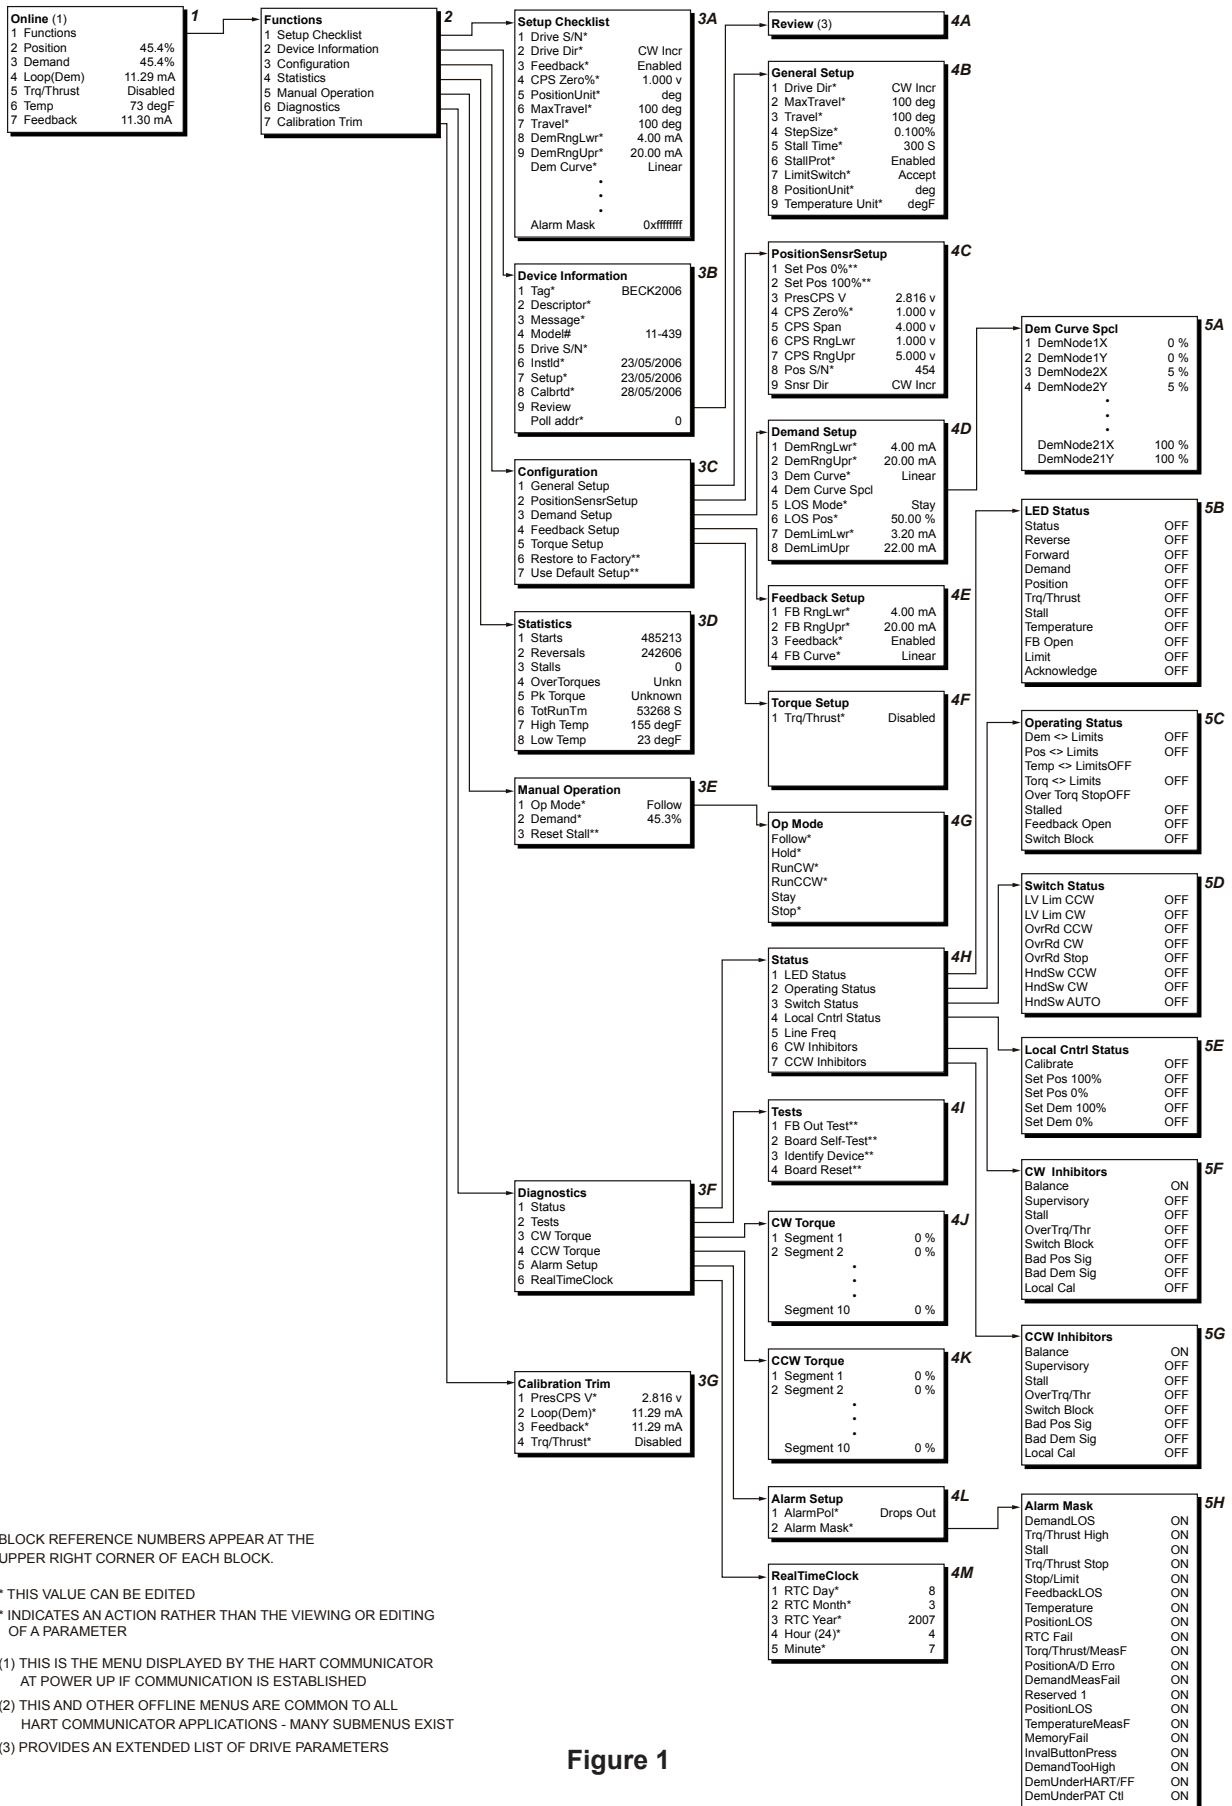 Online (1) 1
1 Functions
2 Position 45.4%
3 Demand 45.4%
4 Loop(Dem) 11.29 mA
5 Trq/Thrust Disabled
6 Temp 73 degF
7 Feedback 11.30 mA
Functions 2
1 Setup Checklist
2 Device Information
3 Configuration
4 Statistics
5 Manual Operation
6 Diagnostics
7 Calibration Trim
Setup Checklist 3A
1 Drive S/N*
2 Drive Dir* CW Incr
3 Feedback* Enabled
4 CPS Zero%* 1.000 v
5 PositionUnit* deg
6 MaxTravel* 100 deg
7 Travel* 100 deg
8 DemRngLwr* 4.00 mA
9 DemRngUpr* 20.00 mA
Dem Curve* Linear
•
•
•
Alarm Mask 0xffffffff
Device Information 3B
1 Tag* BECK2006
2 Descriptor*
3 Message*
4 Model# 11-439
5 Drive S/N*
6 Instld* 23/05/2006
7 Setup* 23/05/2006
8 Calbrtd* 28/05/2006
9 Review
Poll addr* 0
Configuration 3C
1 General Setup
2 PositionSensrSetup
3 Demand Setup
4 Feedback Setup
5 Torque Setup
6 Restore to Factory**
7 Use Default Setup**
Statistics 3D
1 Starts 485213
2 Reversals 242606
3 Stalls 0
4 OverTorques Unkn
5 Pk Torque Unknown
6 TotRunTm 53268 S
7 High Temp 155 degF
8 Low Temp 23 degF
Manual Operation 3E
1 Op Mode* Follow
2 Demand* 45.3%
3 Reset Stall**
Diagnostics 3F
1 Status
2 Tests
3 CW Torque
4 CCW Torque
5 Alarm Setup
6 RealTimeClock
Calibration Trim 3G
1 PresCPS V* 2.816 v
2 Loop(Dem)* 11.29 mA
3 Feedback* 11.29 mA
4 Trq/Thrust* Disabled
Review (3) 4A
General Setup 4B
1 Drive Dir* CW Incr
2 MaxTravel* 100 deg
3 Travel* 100 deg
4 StepSize* 0.100%
5 Stall Time* 300 S
6 StallProt* Enabled
7 LimitSwitch* Accept
8 PositionUnit* deg
9 Temperature Unit* degF
PositionSensrSetup 4C
1 Set Pos 0%**
2 Set Pos 100%**
3 PresCPS V 2.816 v
4 CPS Zero%* 1.000 v
5 CPS Span 4.000 v
6 CPS RngLwr 1.000 v
7 CPS RngUpr 5.000 v
8 Pos S/N* 454
9 Snsr Dir CW Incr
Demand Setup 4D
1 DemRngLwr* 4.00 mA
2 DemRngUpr* 20.00 mA
3 Dem Curve* Linear
4 Dem Curve Spcl
5 LOS Mode* Stay
6 LOS Pos* 50.00 %
7 DemLimLwr* 3.20 mA
8 DemLimUpr 22.00 mA
Feedback Setup 4E
1 FB RngLwr* 4.00 mA
2 FB RngUpr* 20.00 mA
3 Feedback* Enabled
4 FB Curve* Linear
Torque Setup 4F
1 Trq/Thrust* Disabled
Op Mode 4G
Follow*
Hold*
RunCW*
RunCCW*
Stay
Stop*
Status 4H
1 LED Status
2 Operating Status
3 Switch Status
4 Local Cntrl Status
5 Line Freq
6 CW Inhibitors
7 CCW Inhibitors
Tests 4I
1 FB Out Test**
2 Board Self-Test**
3 Identify Device**
4 Board Reset**
CW Torque 4J
1 Segment 1 0 %
2 Segment 2 0 %
•
•
•
Segment 10 0 %
CCW Torque 4K
1 Segment 1 0 %
2 Segment 2 0 %
•
•
•
Segment 10 0 %
Alarm Setup 4L
1 AlarmPol* Drops Out
2 Alarm Mask*
RealTimeClock 4M
1 RTC Day* 8
2 RTC Month* 3
3 RTC Year* 2007
4 Hour (24)* 4
5 Minute* 7
Dem Curve Spcl 5A
1 DemNode1X 0 %
2 DemNode1Y 0 %
3 DemNode2X 5 %
4 DemNode2Y 5 %
•
•
•
DemNode21X 100 %
DemNode21Y 100 %
LED Status 5B
Status OFF
Reverse OFF
Forward OFF
Demand OFF
Position OFF
Trq/Thrust OFF
Stall OFF
Temperature OFF
FB Open OFF
Limit OFF
Acknowledge OFF
Operating Status 5C
Dem <> Limits OFF
Pos <> Limits OFF
Temp <> LimitsOFF
Torq <> Limits OFF
Over Torq StopOFF
Stalled OFF
Feedback Open OFF
Switch Block OFF
Switch Status 5D
LV Lim CCW OFF
LV Lim CW OFF
OvrRd CCW OFF
OvrRd CW OFF
OvrRd Stop OFF
HndSw CCW OFF
HndSw CW OFF
HndSw AUTO OFF
Local Cntrl Status 5E
Calibrate OFF
Set Pos 100% OFF
Set Pos 0% OFF
Set Dem 100% OFF
Set Dem 0% OFF
CW Inhibitors 5F
Balance ON
Supervisory OFF
Stall OFF
OverTrq/Thr OFF
Switch Block OFF
Bad Pos Sig OFF
Bad Dem Sig OFF
Local Cal OFF
CCW Inhibitors 5G
Balance ON
Supervisory OFF
Stall OFF
OverTrq/Thr OFF
Switch Block OFF
Bad Pos Sig OFF
Bad Dem Sig OFF
Local Cal OFF
Alarm Mask 5H
DemandLOS ON
Trq/Thrust High ON
Stall ON
Trq/Thrust Stop ON
Stop/Limit ON
FeedbackLOS ON
Temperature ON
PositionLOS ON
RTC Fail ON
Torq/Thrust/MeasF ON
PositionA/D Erro ON
DemandMeasFail ON
Reserved 1 ON
PositionLOS ON
TemperatureMeasF ON
MemoryFail ON
InvalButtonPress ON
DemandTooHigh ON
DemUnderHART/FF ON
DemUnderPAT Ctl ON
BLOCK REFERENCE NUMBERS APPEAR AT THE
UPPER RIGHT CORNER OF EACH BLOCK.
* THIS VALUE CAN BE EDITED
* INDICATES AN ACTION RATHER THAN THE VIEWING OR EDITING
OF A PARAMETER
(1) THIS IS THE MENU DISPLAYED BY THE HART COMMUNICATOR
AT POWER UP IF COMMUNICATION IS ESTABLISHED
(2) THIS AND OTHER OFFLINE MENUS ARE COMMON TO ALL
HART COMMUNICATOR APPLICATIONS - MANY SUBMENUS EXIST
(3) PROVIDES AN EXTENDED LIST OF DRIVE PARAMETERS
Figure 1